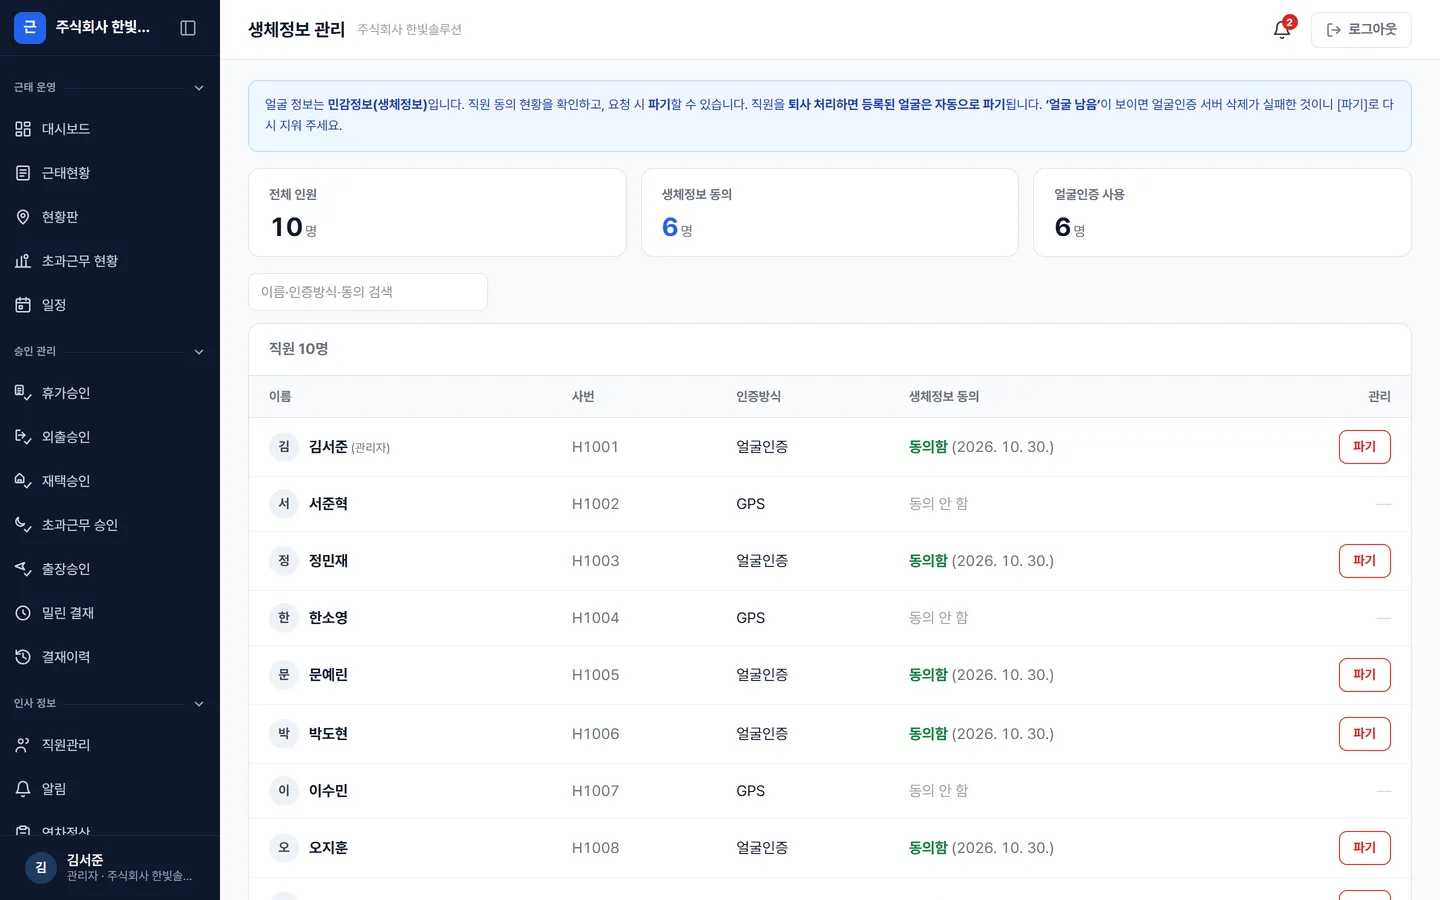 근 주식회사 한빛...
근태 운영
대시보드
근태현황
현황판
초과근무 현황
일정
승인 관리
휴가승인
외출승인
재택승인
초과근무 승인
출장승인
밀린 결재
결재이력
인사 정보
직원관리
알림
연차정산
김 김서준
관리자 · 주식회사 한빛솔...
생체정보 관리 주식회사 한빛솔루션
2
로그아웃
얼굴 정보는 민감정보(생체정보)입니다. 직원 동의 현황을 확인하고, 요청 시 파기할 수 있습니다. 직원을 퇴사 처리하면 등록된 얼굴은 자동으로 파기됩니다. ‘얼굴 남음’이 보이면 얼굴인증 서버 삭제가 실패한 것이니 [파기]로 다
시 지워 주세요.
전체 인원
10 명
생체정보 동의
6 명
얼굴인증 사용
6 명
이름·인증방식·동의 검색
직원 10명
이름 사번 인증방식 생체정보 동의 관리
김 김서준 (관리자) H1001 얼굴인증 동의함 (2026. 10. 30.) 파기
서 서준혁 H1002 GPS 동의 안 함 —
정 정민재 H1003 얼굴인증 동의함 (2026. 10. 30.) 파기
한 한소영 H1004 GPS 동의 안 함 —
문 문예린 H1005 얼굴인증 동의함 (2026. 10. 30.) 파기
박 박도현 H1006 얼굴인증 동의함 (2026. 10. 30.) 파기
이 이수민 H1007 GPS 동의 안 함 —
오 오지훈 H1008 얼굴인증 동의함 (2026. 10. 30.) 파기